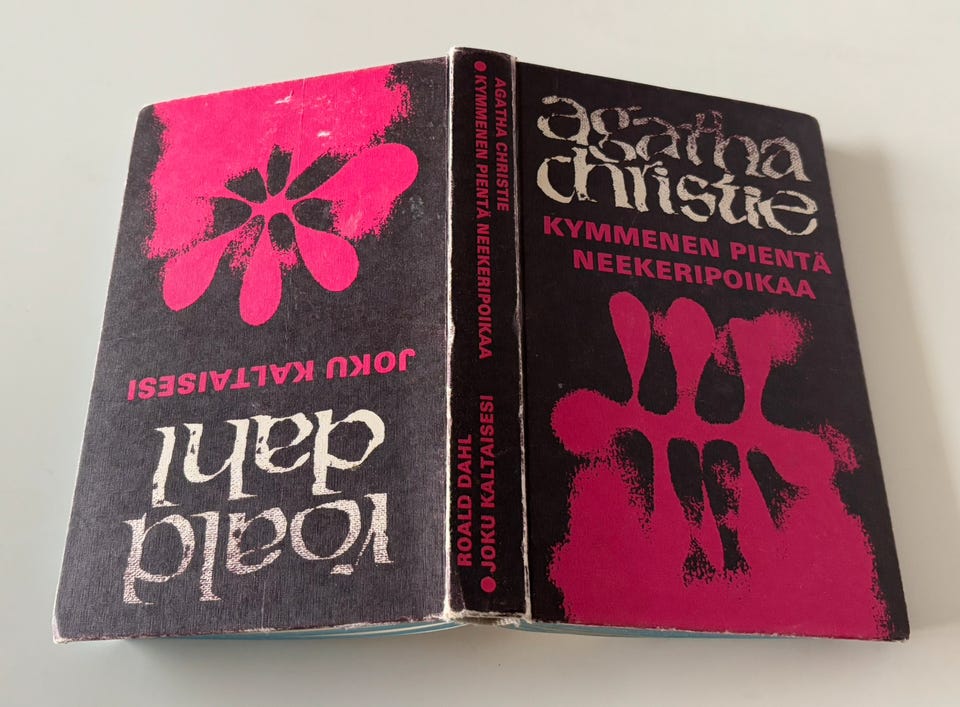 roald
dahl
JOKU KALTAISESI
AGATHA CHRISTIE
● KYMMENEN PIENTÄ NEEKERIPOIKAA
ROALD DAHL
● JOKU KALTAISESI
agatha
christie
KYMMENEN PIENTÄ
NEEKERIPOIKAA